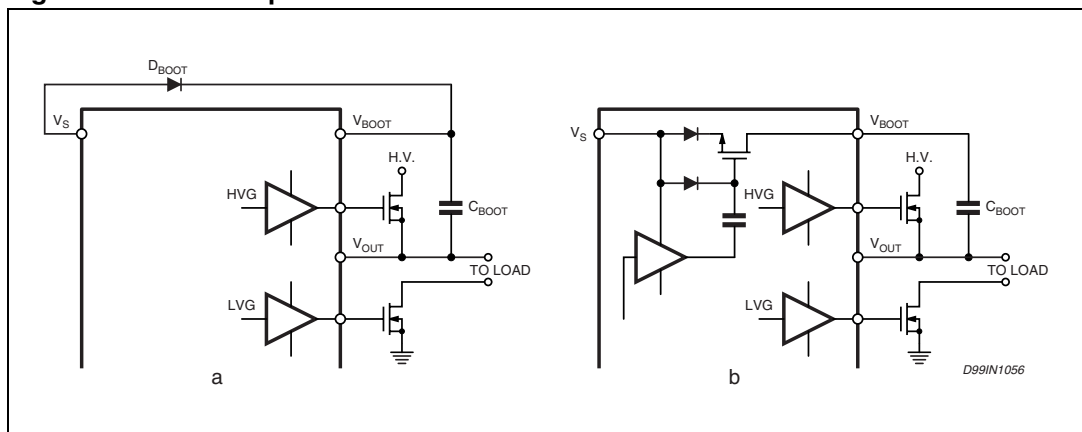 D_BOOT
V_S
V_BOOT
H.V.
HVG
C_BOOT
V_OUT
TO LOAD
LVG
a
V_S
V_BOOT
H.V.
HVG
C_BOOT
V_OUT
TO LOAD
LVG
b
D99IN1056